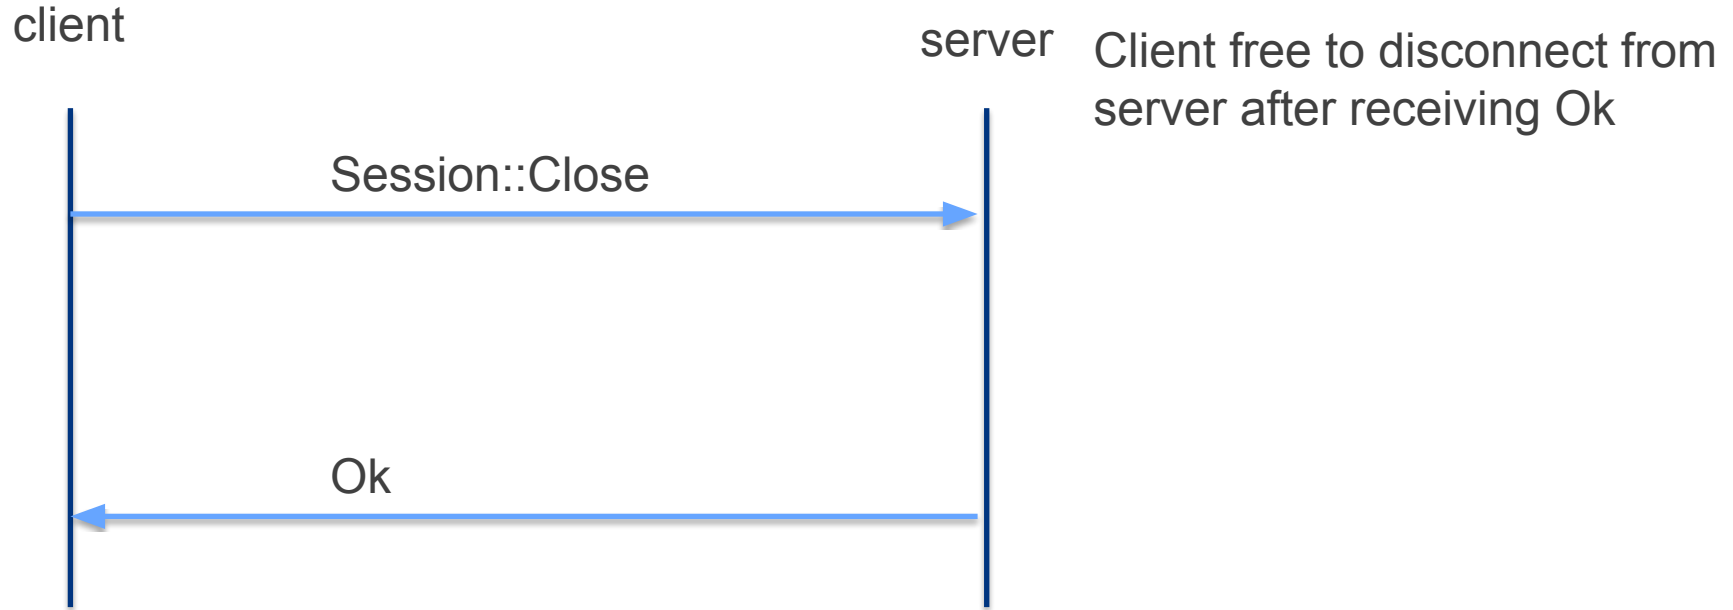 client
server
Client free to disconnect from
server after receiving Ok
Session::Close
Ok